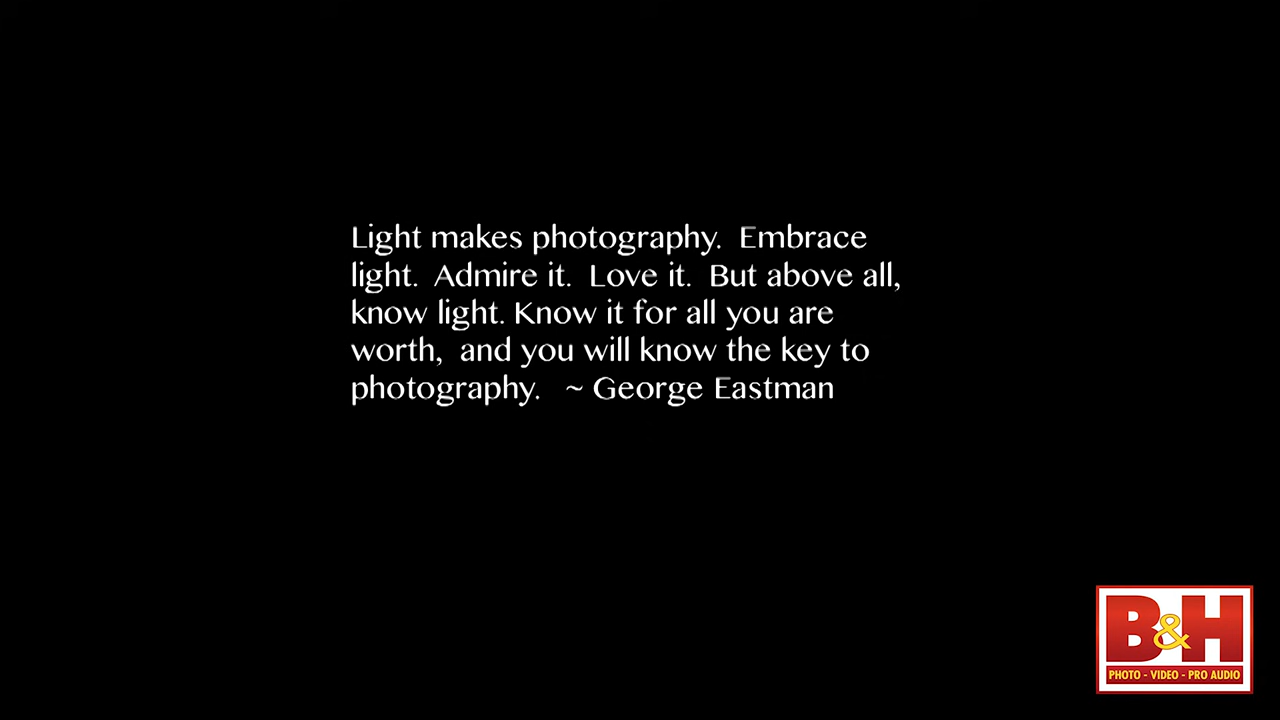 Light makes photography.  Embrace
light.  Admire it.  Love it.  But above all,
know light. Know it for all you are
worth,  and you will know the key to
photography.   ~ George Eastman
B&H
PHOTO - VIDEO - PRO AUDIO